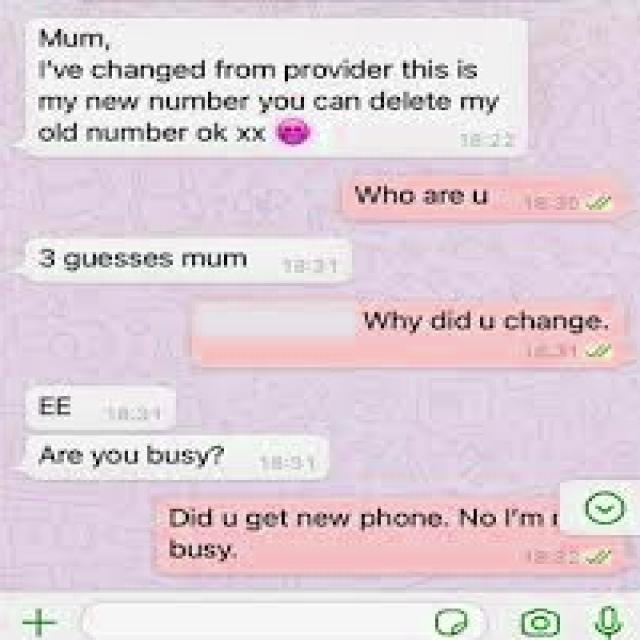 Mum,
I've changed from provider this is
my new number you can delete my
old number ok xx
18:22
Who are u
18:30
3 guesses mum
18:31
Why did u change.
18:31
EE
18:31
Are you busy?
18:31
Did u get new phone. No I'm
busy.
18:32